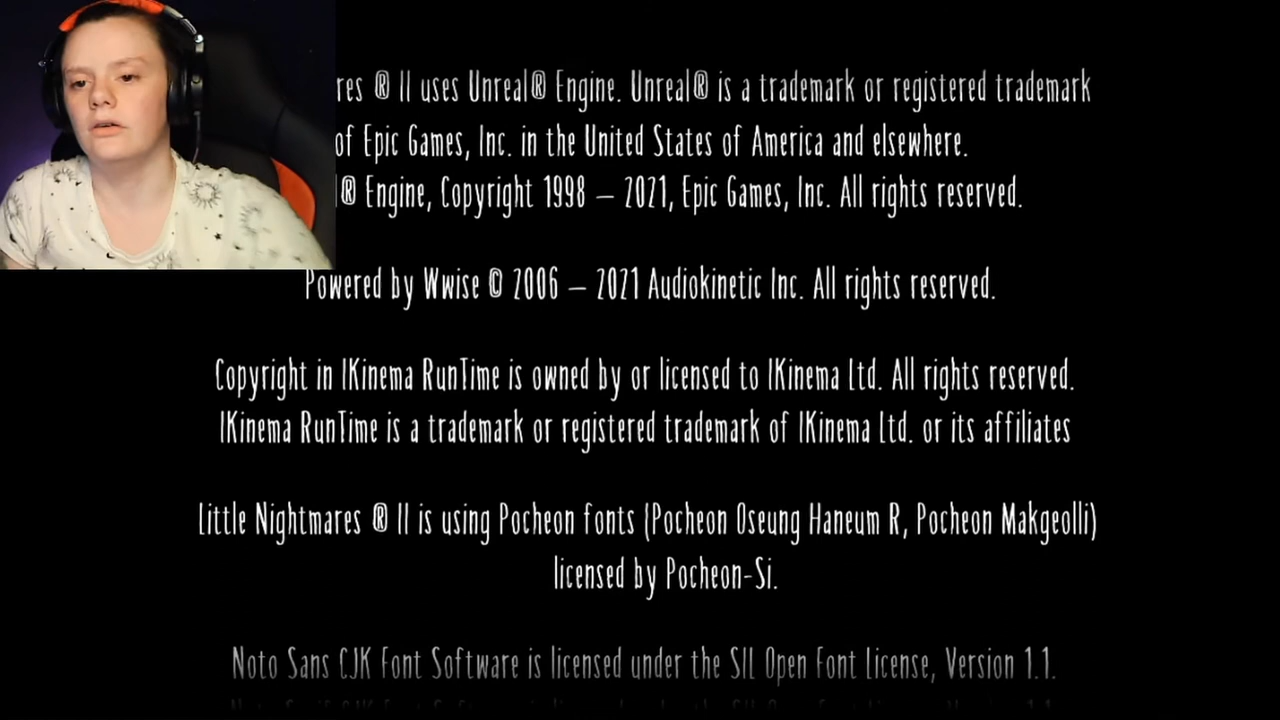 res ® II uses Unreal® Engine. Unreal® is a trademark or registered trademark
of Epic Games, Inc. in the United States of America and elsewhere.
® Engine, Copyright 1998 – 2021, Epic Games, Inc. All rights reserved.
Powered by Wwise © 2006 – 2021 Audiokinetic Inc. All rights reserved.
Copyright in IKinema RunTime is owned by or licensed to IKinema Ltd. All rights reserved.
IKinema RunTime is a trademark or registered trademark of IKinema Ltd. or its affiliates
Little Nightmares ® II is using Pocheon fonts (Pocheon Oseung Haneum R, Pocheon Makgeolli)
licensed by Pocheon-Si.
Noto Sans CJK Font Software is licensed under the SIL Open Font License, Version 1.1.